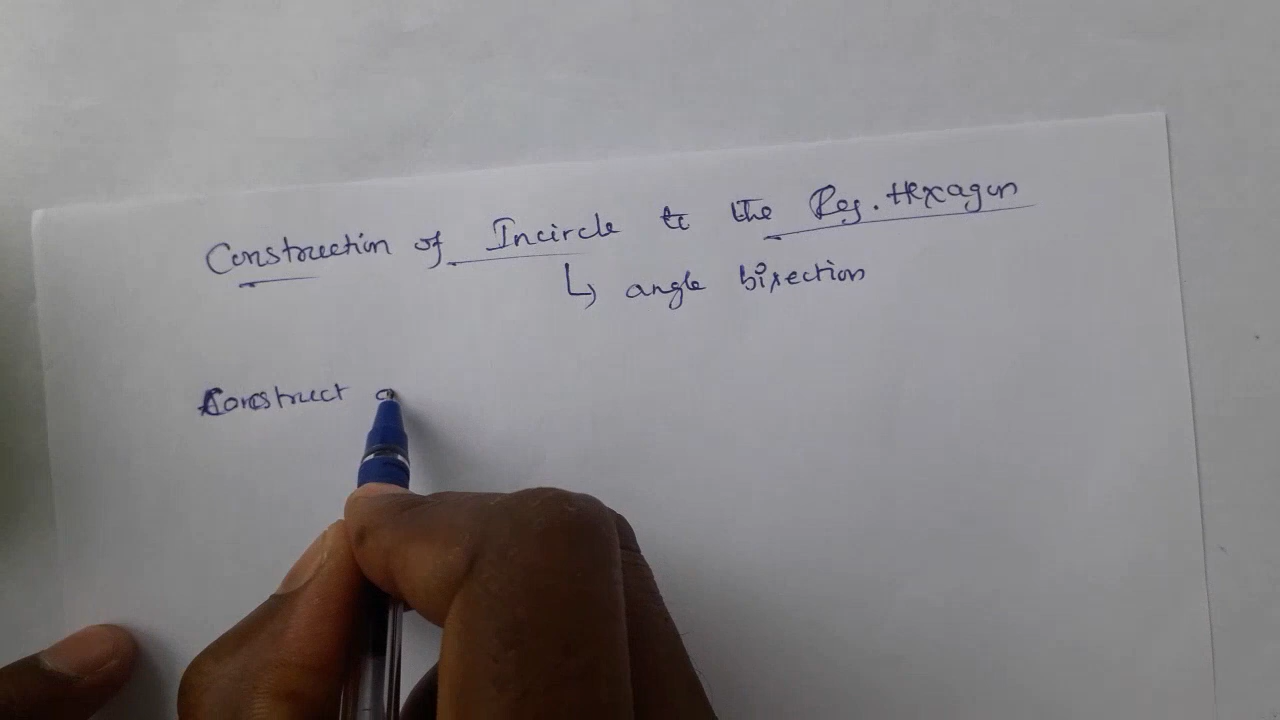 Construction of Incircle to the Reg. Hexagon
↳ angle bisection
Construct a